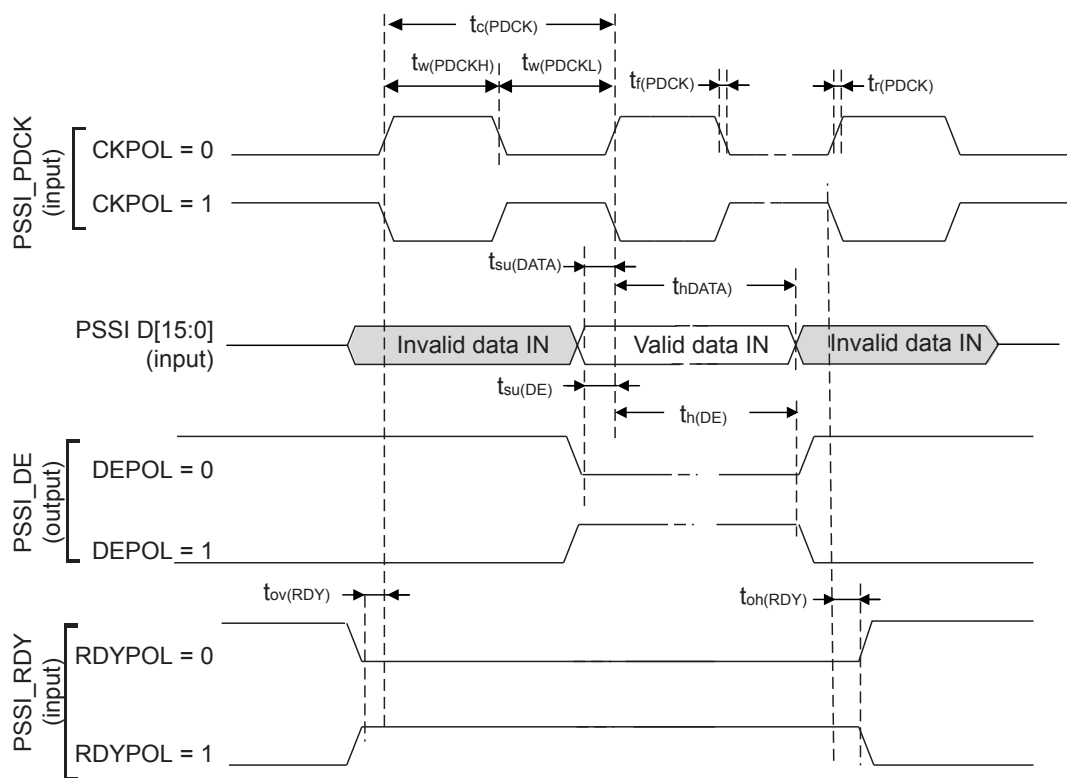 tc(PDCK)
tw(PDCKH)
tw(PDCKL)
tf(PDCK)
tr(PDCK)
PSSI_PDCK
(input)
CKPOL = 0
CKPOL = 1
tsu(DATA)
thDATA)
PSSI D[15:0]
(input)
Invalid data IN
Valid data IN
Invalid data IN
tsu(DE)
th(DE)
PSSI_DE
(output)
DEPOL = 0
DEPOL = 1
tov(RDY)
toh(RDY)
PSSI_RDY
(input)
RDYPOL = 0
RDYPOL = 1